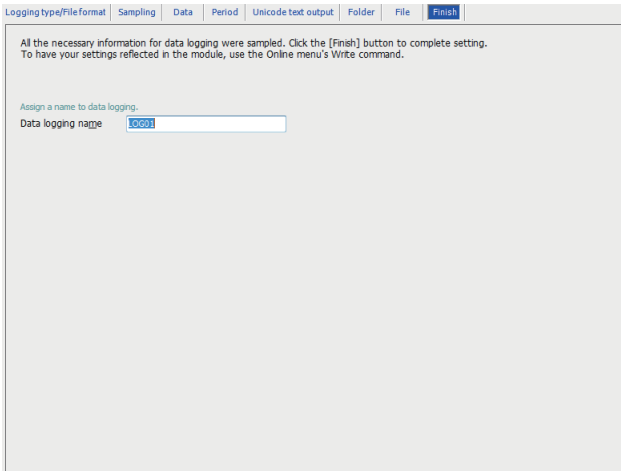 Logging type/File format Sampling Data Period Unicode text output Folder File Finish
All the necessary information for data logging were sampled. Click the [Finish] button to complete setting.
To have your settings reflected in the module, use the Online menu's Write command.
Assign a name to data logging.
Data logging name LOG01